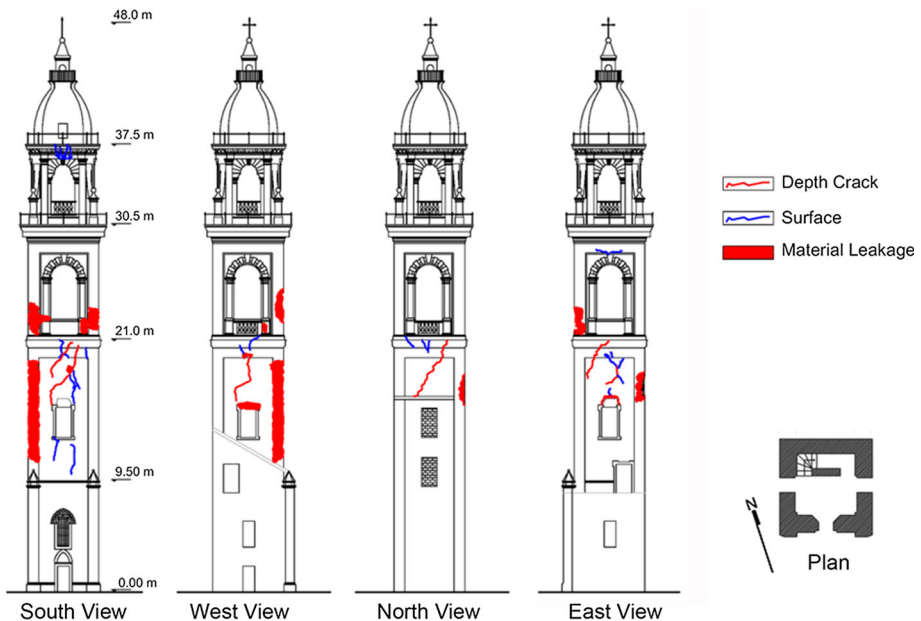 48.0 m
37.5 m
30.5 m
21.0 m
9.50 m
0.00 m
South View
West View
North View
East View
Depth Crack
Surface
Material Leakage
N
Plan